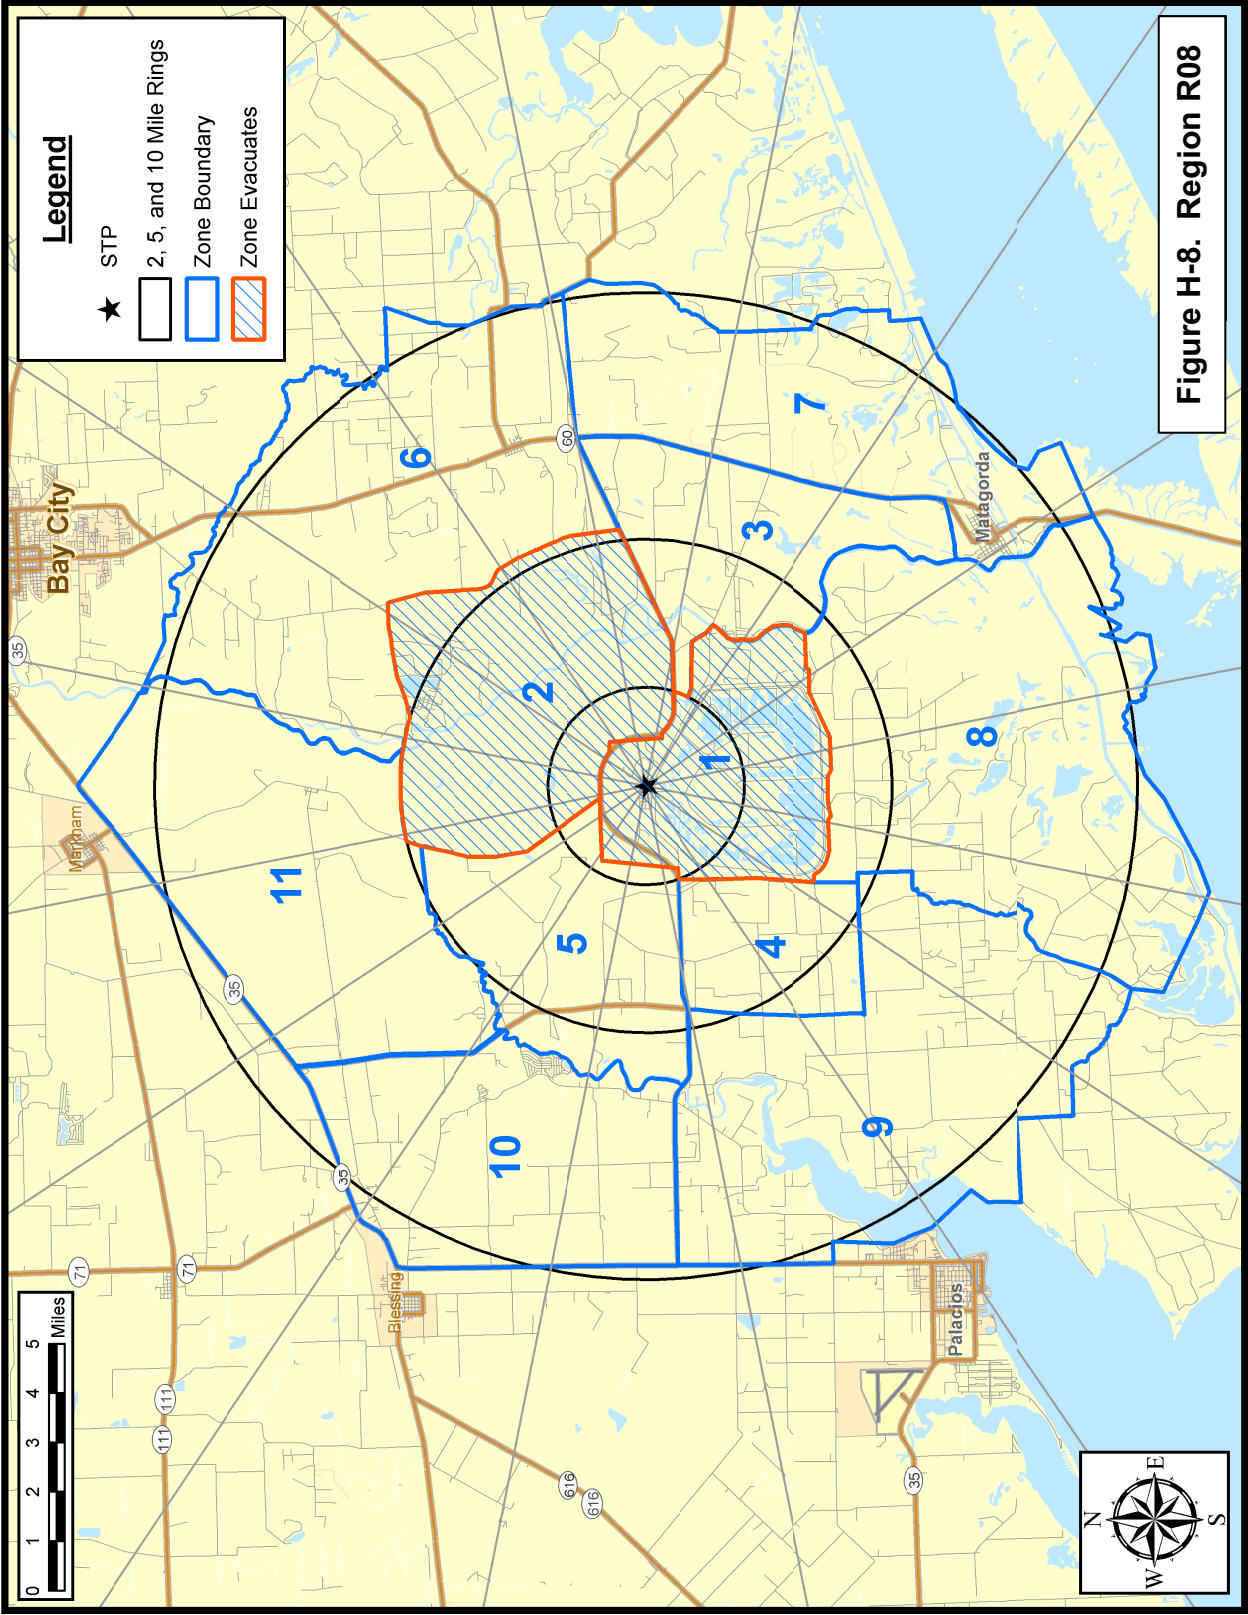 Legend
STP
2, 5, and 10 Mile Rings
Zone Boundary
Zone Evacuates
Figure H-8. Region R08
Bay City
35
Markham
35
35
71
71
111
111
Blessing
616
616
35
Palacios
60
Matagorda
1
2
3
4
5
6
7
8
9
10
11
0 1 2 3 4 5
Miles
N
W E
S